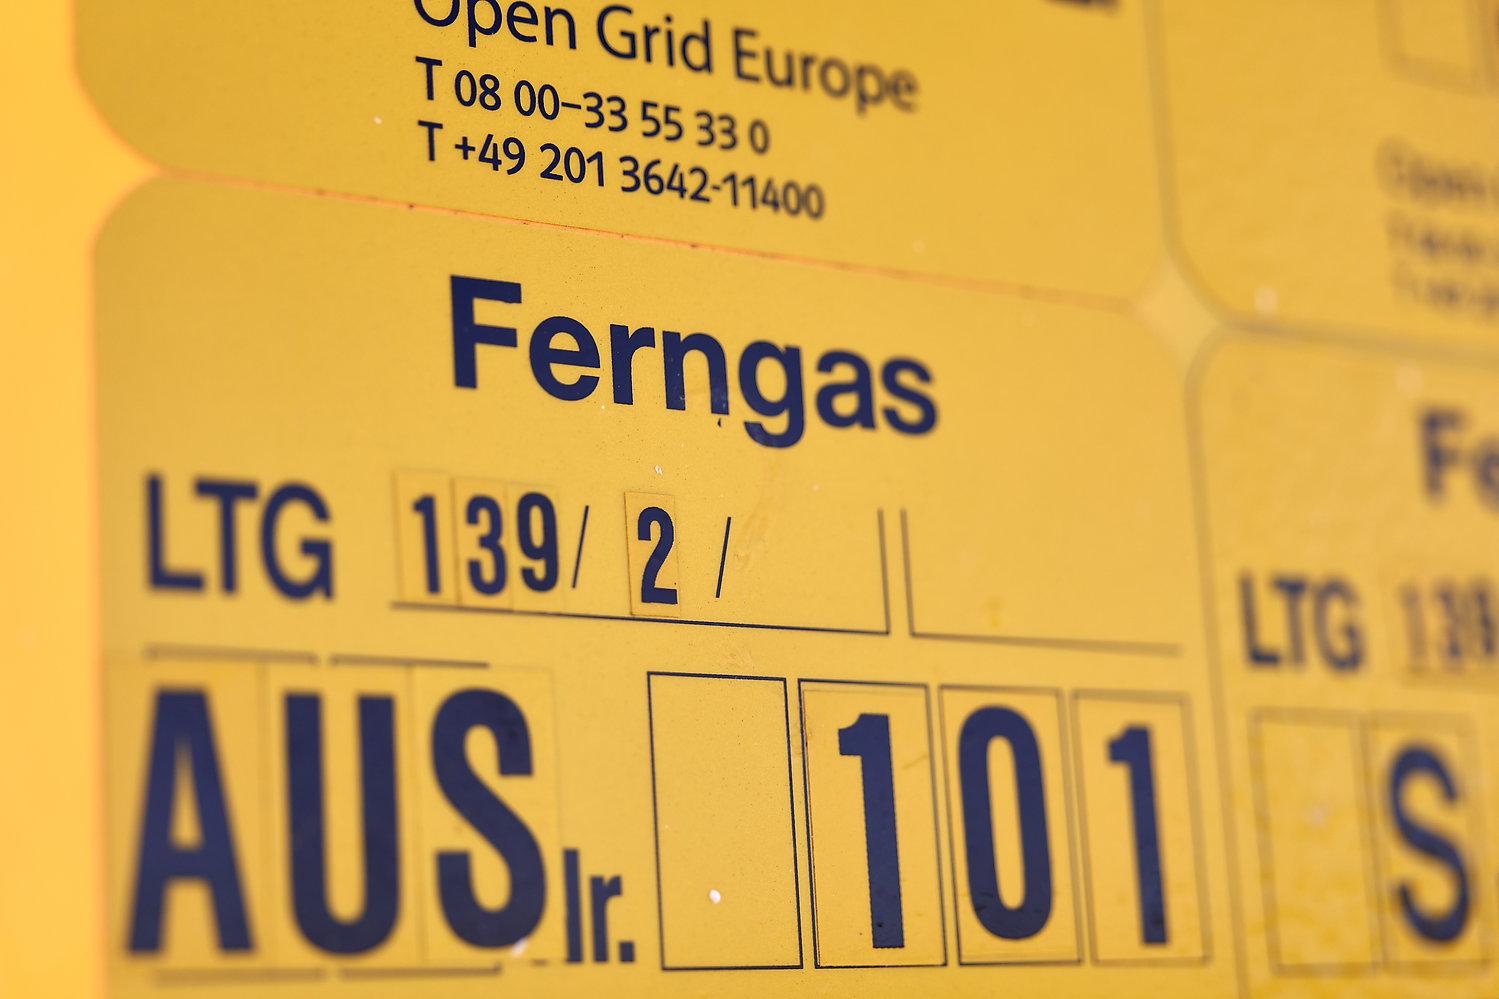 Open Grid Europe
T 08 00–33 55 33 0
T +49 201 3642-11400
Ferngas
LTG 139/ 2 /
AUS lr. 101
LTG 139
S